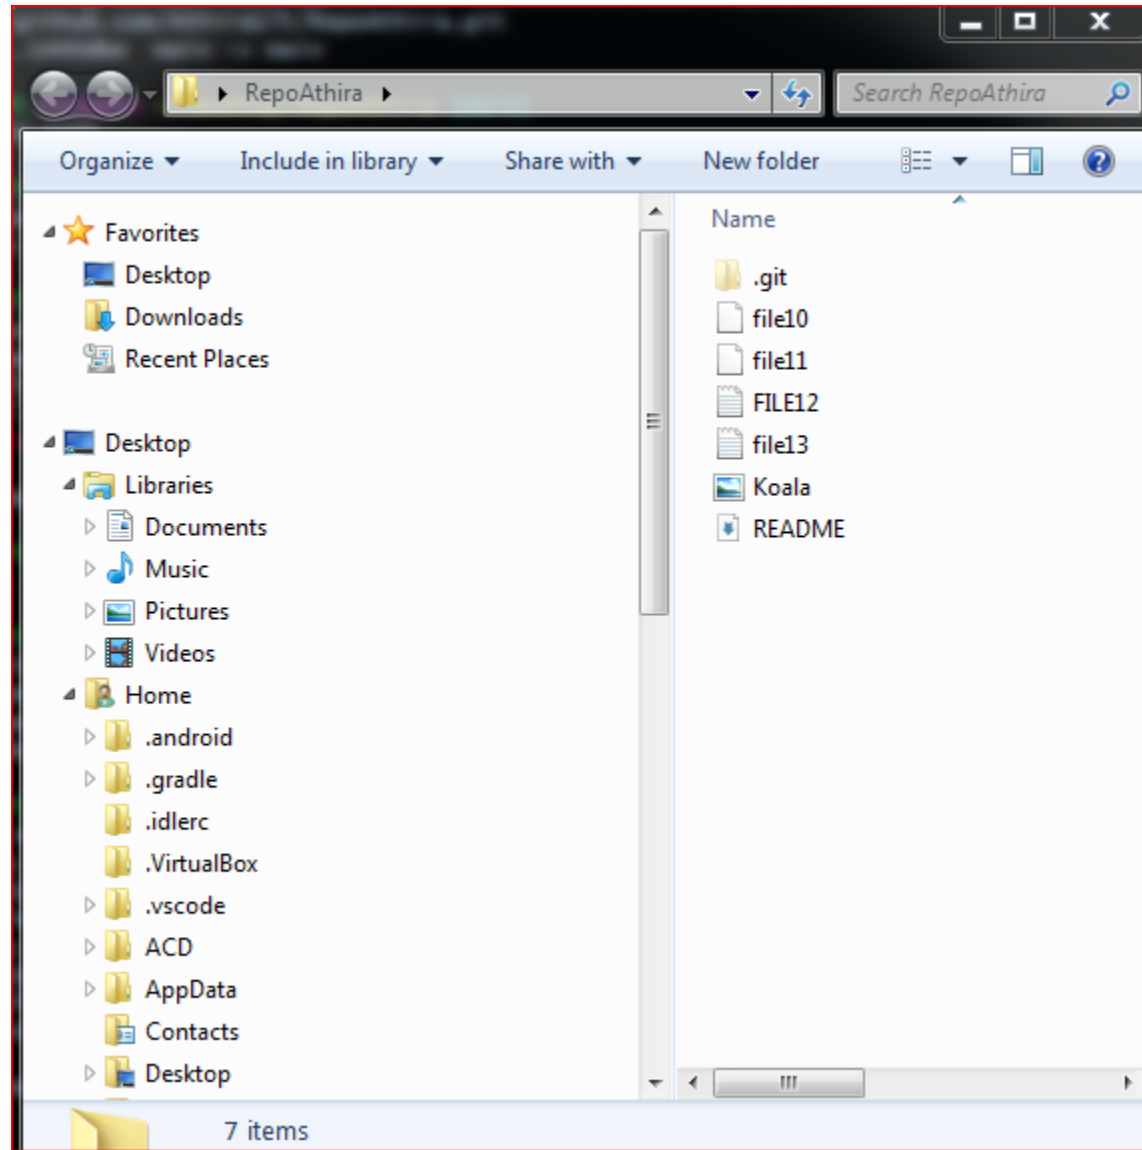 RepoAthira
Search RepoAthira
Organize
Include in library
Share with
New folder
Favorites
Desktop
Downloads
Recent Places
Desktop
Libraries
Documents
Music
Pictures
Videos
Home
.android
.gradle
.idlerc
.VirtualBox
.vscode
ACD
AppData
Contacts
Desktop
Name
.git
file10
file11
FILE12
file13
Koala
README
7 items